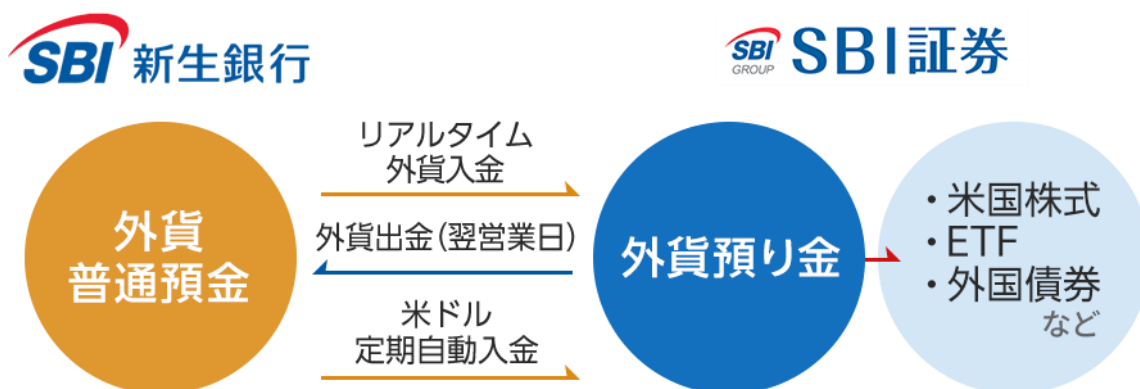 SBI 新生銀行
SBI GROUP SBI証券
リアルタイム
外貨入金
外貨
普通預金
外貨出金(翌営業日)
米ドル
定期自動入金
外貨預り金
・米国株式
・ETF
・外国債券
など